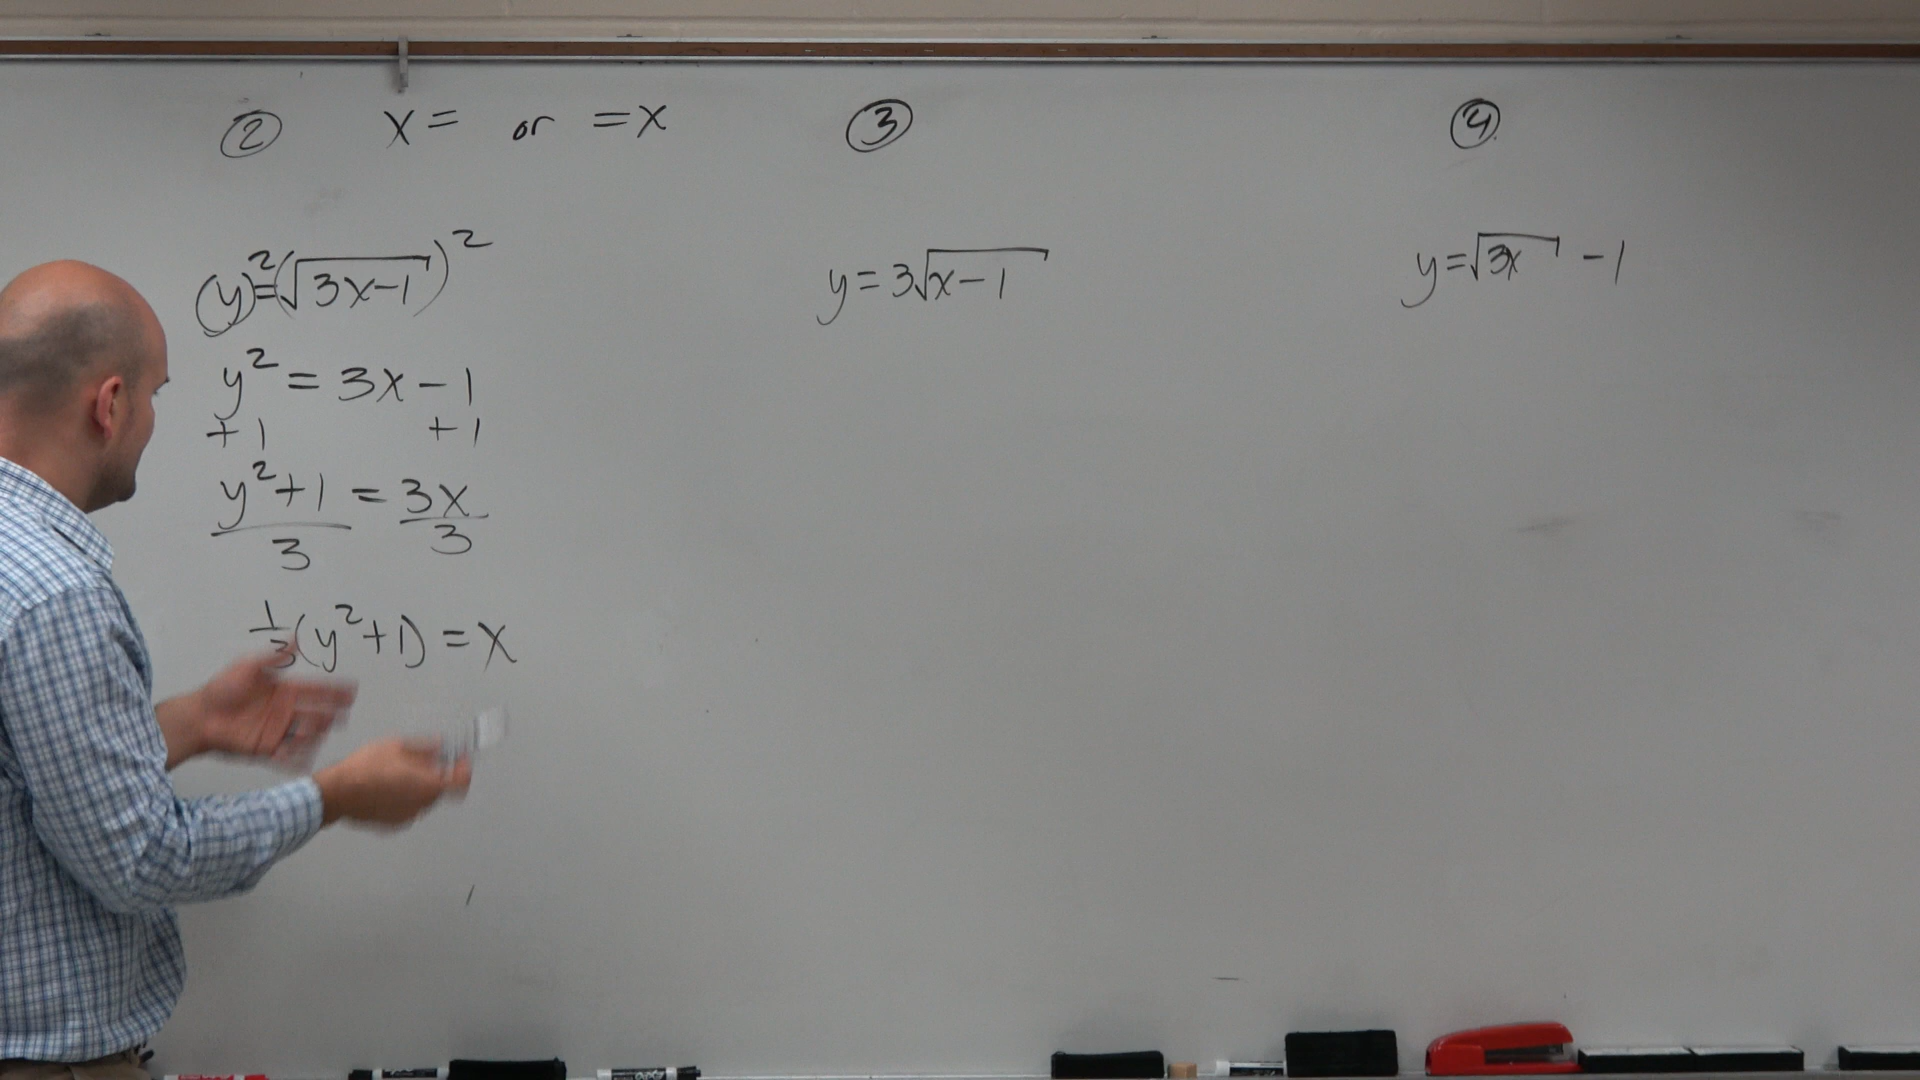 ② x = or = x
(y)²=(√(3x-1))²
y² = 3x - 1
+1 +1
y²+1 = 3x
3 3
1/3(y²+1) = x
③
y = 3√(x-1)
④
y = √(3x) - 1